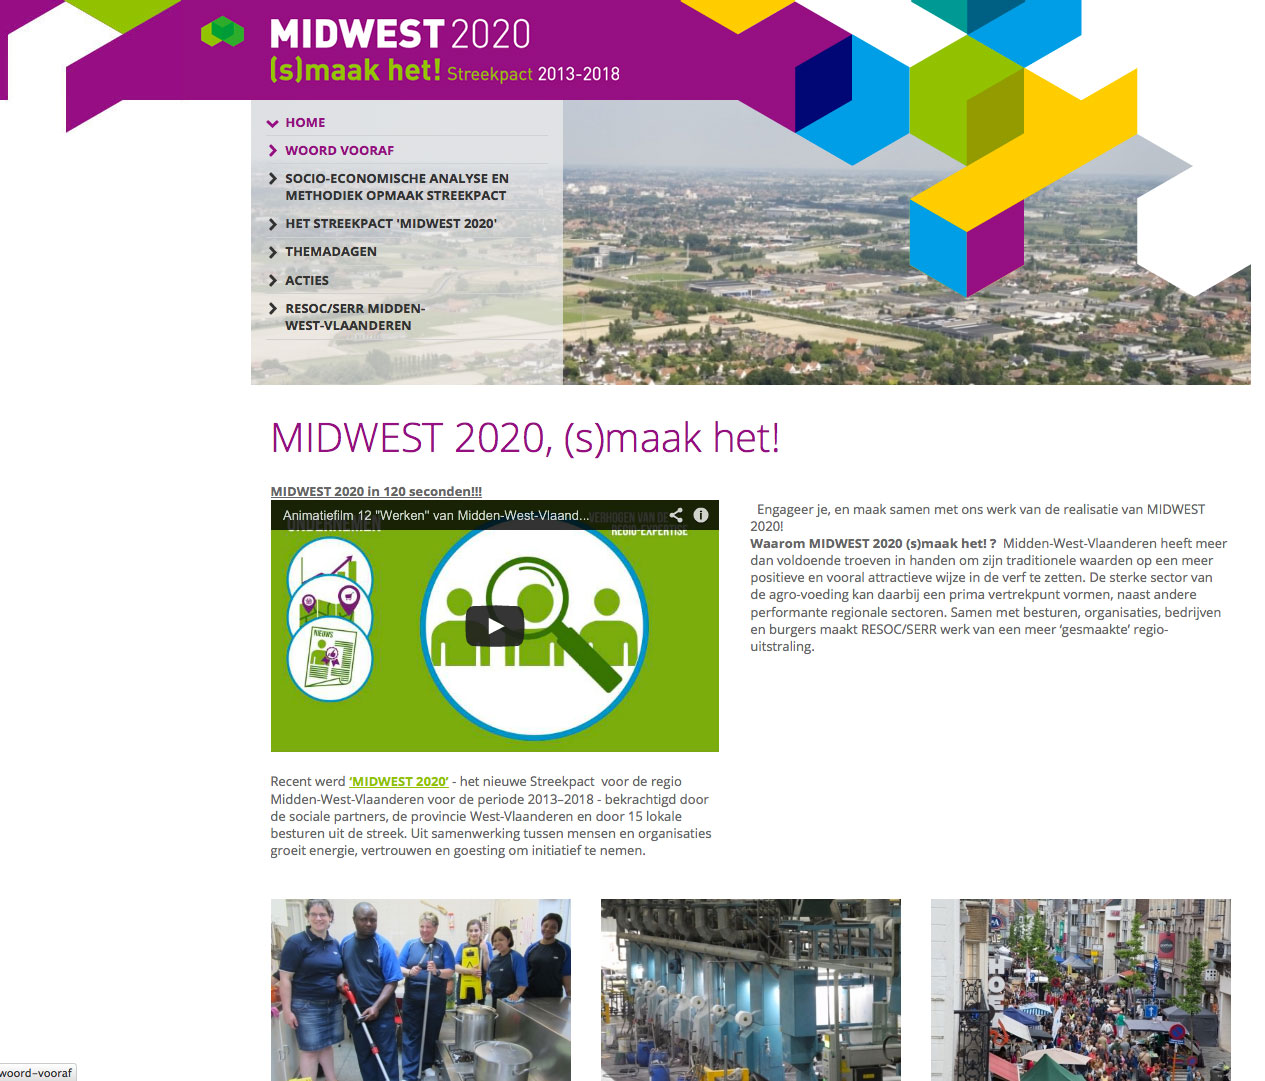 MIDWEST 2020
(s)maak het! Streekpact 2013-2018
HOME
WOORD VOORAF
SOCIO-ECONOMISCHE ANALYSE EN
METHODIEK OPMAAK STREEKPACT
HET STREEKPACT 'MIDWEST 2020'
THEMADAGEN
ACTIES
RESOC/SERR MIDDEN-
WEST-VLAANDEREN
MIDWEST 2020, (s)maak het!
MIDWEST 2020 in 120 seconden!!!
Animatiefilm 12 "Werken" van Midden-West-Vlaand...
ONDERNEMEN
VERHOGEN VAN DE
REGIO-EXPERTISE
NIEUWS
Engageer je, en maak samen met ons werk van de realisatie van MIDWEST
2020!
Waarom MIDWEST 2020 (s)maak het! ?  Midden-West-Vlaanderen heeft meer
dan voldoende troeven in handen om zijn traditionele waarden op een meer
positieve en vooral attractieve wijze in de verf te zetten. De sterke sector van
de agro-voeding kan daarbij een prima vertrekpunt vormen, naast andere
performante regionale sectoren. Samen met besturen, organisaties, bedrijven
en burgers maakt RESOC/SERR werk van een meer ‘gesmaakte’ regio-
uitstraling.
Recent werd ‘MIDWEST 2020’ - het nieuwe Streekpact  voor de regio
Midden-West-Vlaanderen voor de periode 2013–2018 - bekrachtigd door
de sociale partners, de provincie West-Vlaanderen en door 15 lokale
besturen uit de streek. Uit samenwerking tussen mensen en organisaties
groeit energie, vertrouwen en goesting om initiatief te nemen.
woord-vooraf